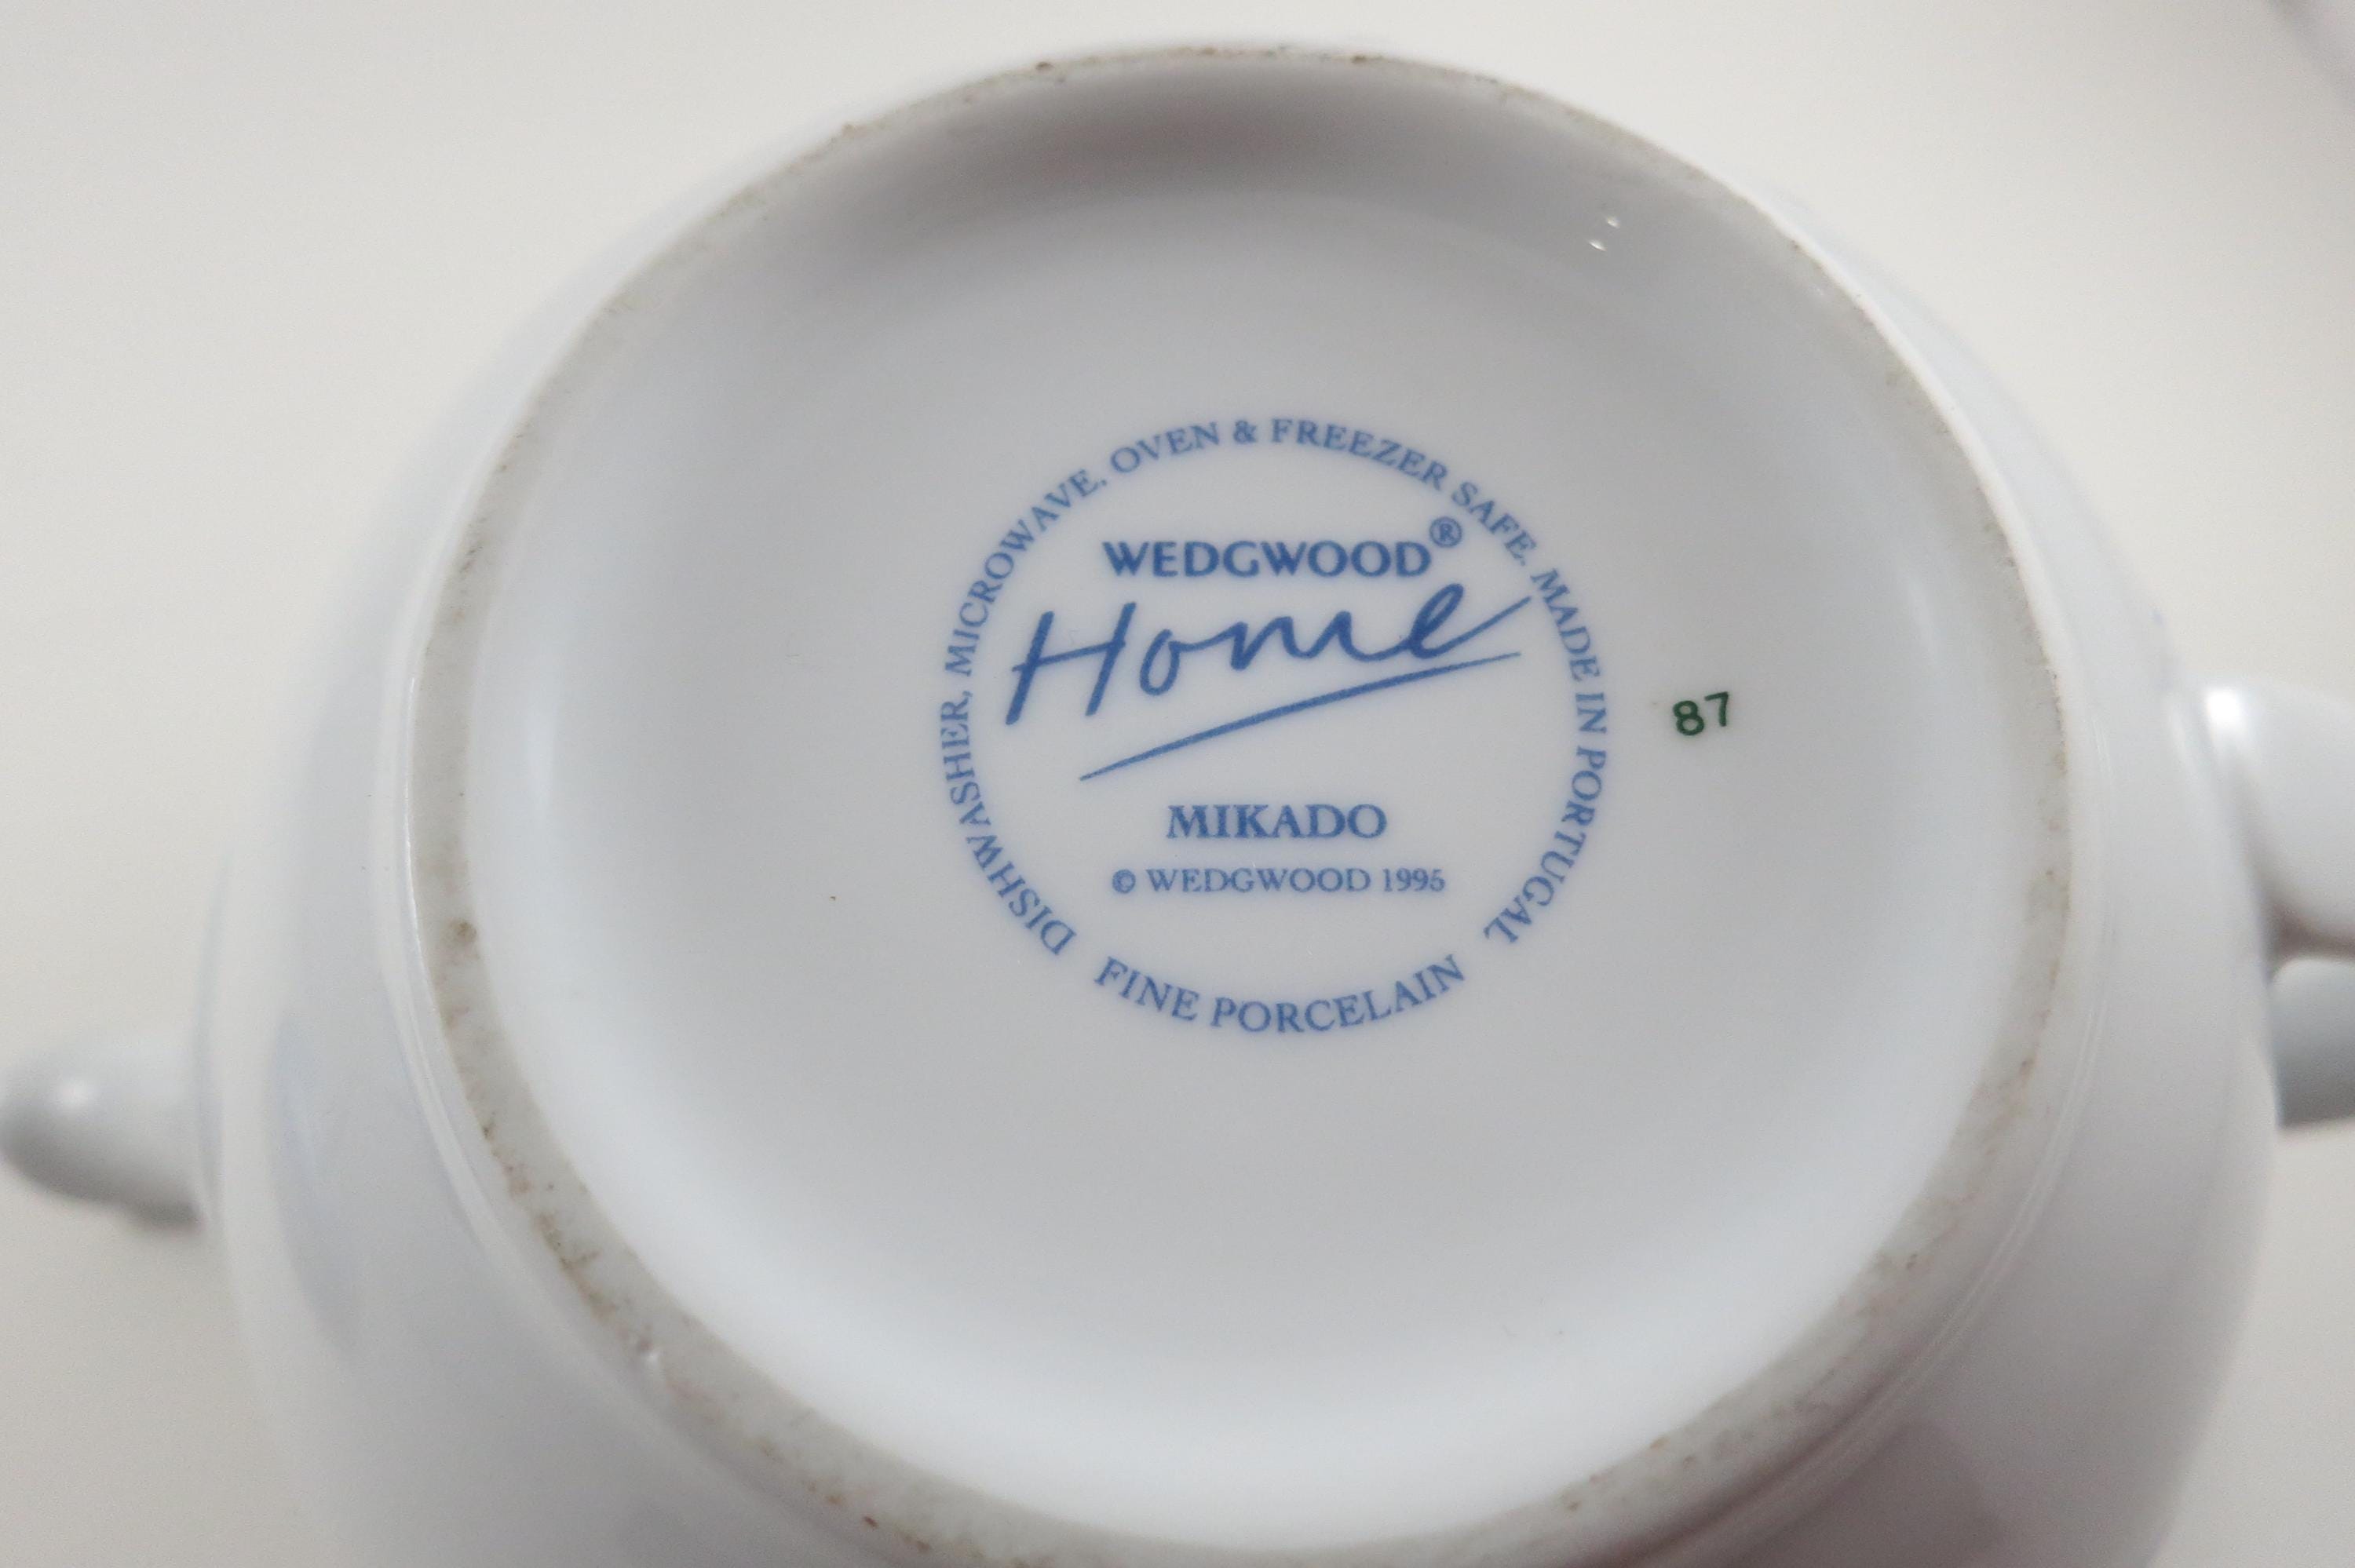 DISHWASHER, MICROWAVE, OVEN & FREEZER SAFE. MADE IN PORTUGAL
WEDGWOOD®
Home
MIKADO
© WEDGWOOD 1995
FINE PORCELAIN
87